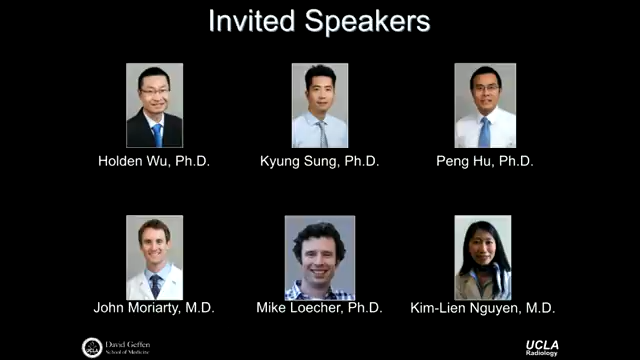 Invited Speakers
Holden Wu, Ph.D.
Kyung Sung, Ph.D.
Peng Hu, Ph.D.
John Moriarty, M.D.
Mike Loecher, Ph.D.
Kim-Lien Nguyen, M.D.
UCLA
David Geffen
School of Medicine
UCLA
Radiology